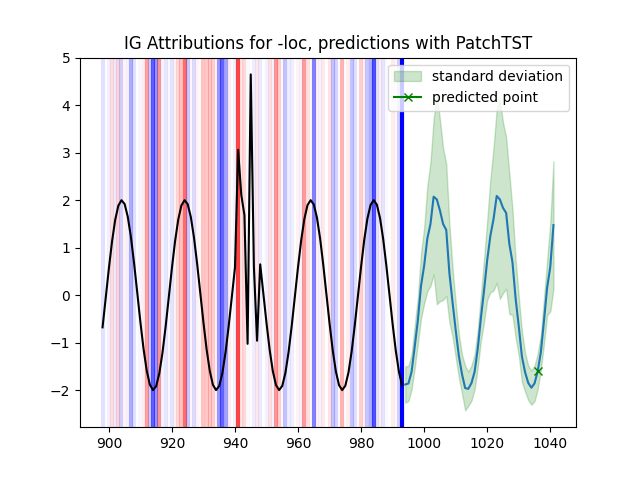 IG Attributions for -loc, predictions with PatchTST
standard deviation
predicted point
5
4
3
2
1
0
−1
−2
900 920 940 960 980 1000 1020 1040